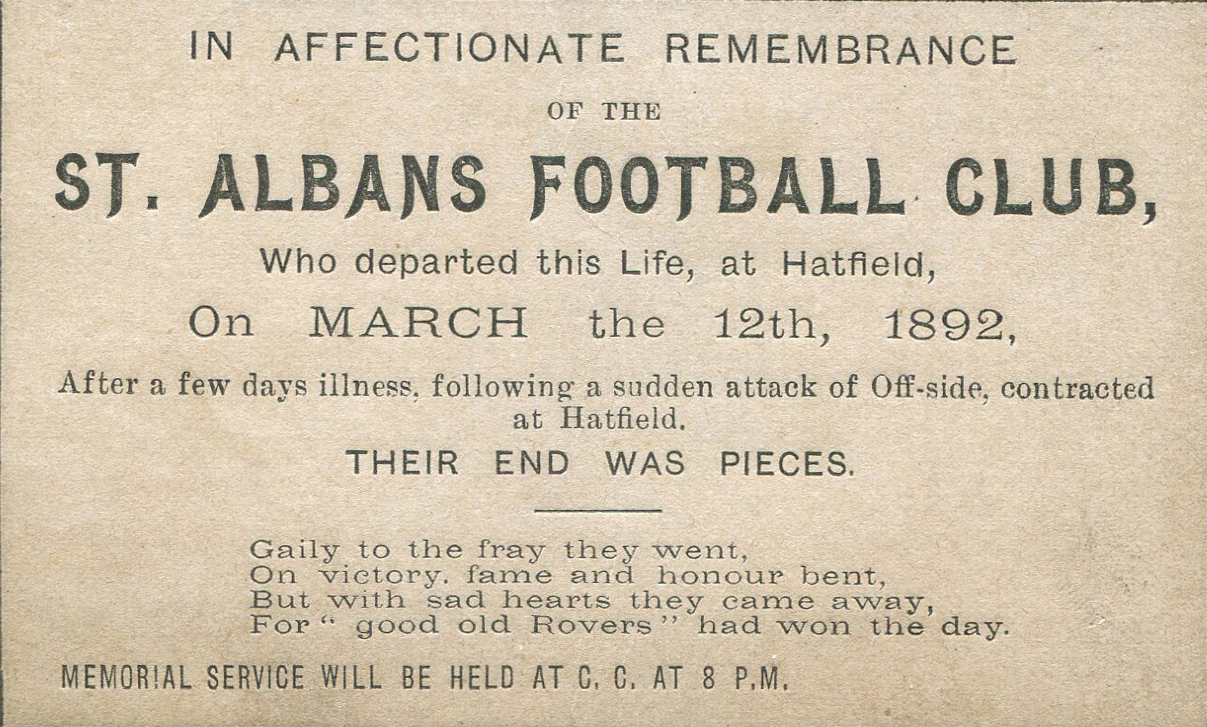 IN AFFECTIONATE REMEMBRANCE
OF THE
ST. ALBANS FOOTBALL CLUB,
Who departed this Life, at Hatfield,
On MARCH the 12th, 1892,
After a few days illness, following a sudden attack of Off-side, contracted
at Hatfield.
THEIR END WAS PIECES.
Gaily to the fray they went,
On victory. fame and honour bent,
But with sad hearts they came away,
For “ good old Rovers ” had won the day.
MEMORIAL SERVICE WILL BE HELD AT C. C. AT 8 P.M.